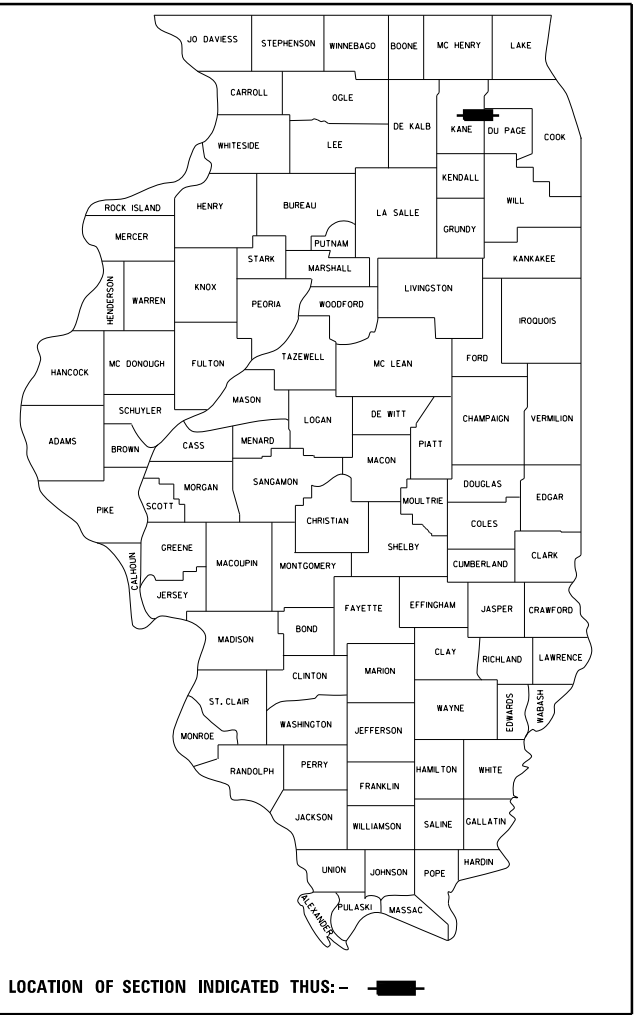 JO DAVIESS
STEPHENSON
WINNEBAGO
BOONE
MC HENRY
LAKE
CARROLL
OGLE
DE KALB
KANE
DU PAGE
COOK
WHITESIDE
LEE
KENDALL
WILL
ROCK ISLAND
HENRY
BUREAU
LA SALLE
GRUNDY
MERCER
PUTNAM
STARK
MARSHALL
KANKAKEE
HENDERSON
WARREN
KNOX
PEORIA
WOODFORD
LIVINGSTON
IROQUOIS
HANCOCK
MC DONOUGH
FULTON
TAZEWELL
MC LEAN
FORD
SCHUYLER
MASON
LOGAN
DE WITT
CHAMPAIGN
VERMILION
ADAMS
BROWN
CASS
MENARD
MACON
PIATT
PIKE
SCOTT
MORGAN
SANGAMON
CHRISTIAN
MOULTRIE
DOUGLAS
EDGAR
COLES
SHELBY
CALHOUN
GREENE
MACOUPIN
MONTGOMERY
CUMBERLAND
CLARK
JERSEY
FAYETTE
EFFINGHAM
JASPER
CRAWFORD
MADISON
BOND
CLAY
RICHLAND
LAWRENCE
CLINTON
MARION
ST. CLAIR
WAYNE
EDWARDS
WABASH
WASHINGTON
JEFFERSON
MONROE
RANDOLPH
PERRY
HAMILTON
WHITE
FRANKLIN
JACKSON
WILLIAMSON
SALINE
GALLATIN
UNION
JOHNSON
POPE
HARDIN
ALEXANDER
PULASKI
MASSAC
LOCATION OF SECTION INDICATED THUS: –